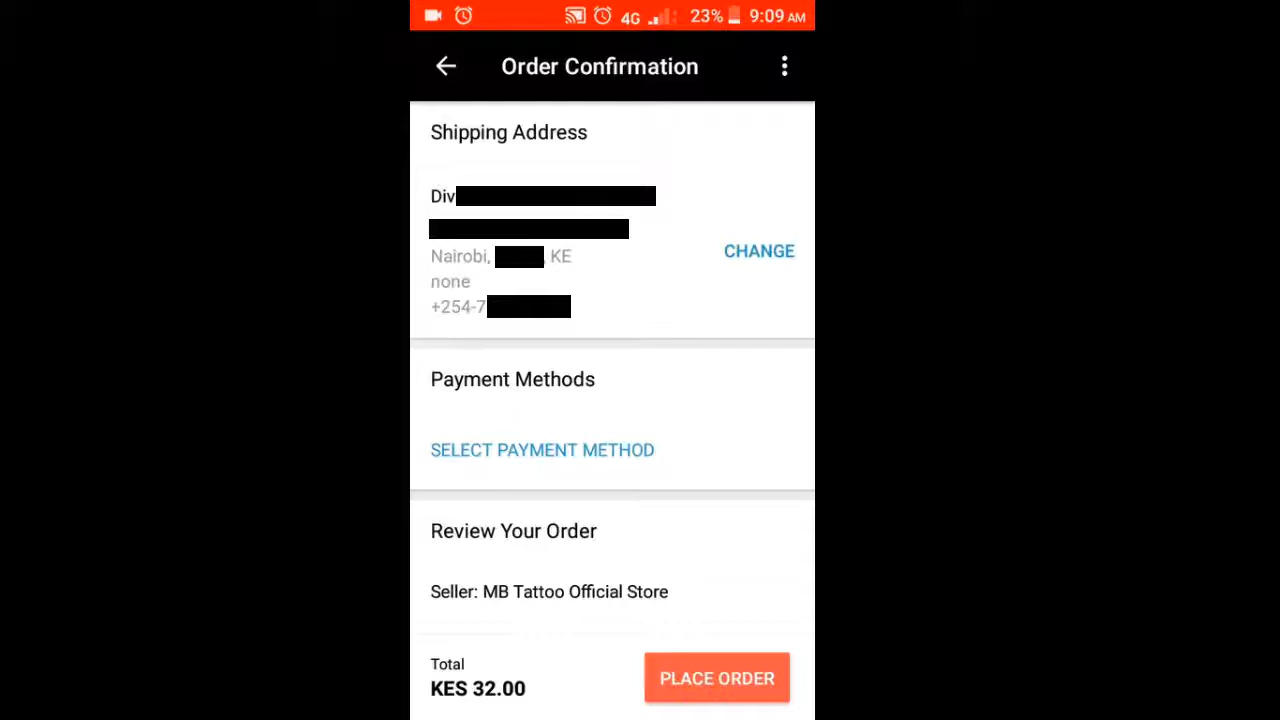 4G 23% 9:09 AM
Order Confirmation
Shipping Address
Div
Nairobi, , KE
none
+254-7
CHANGE
Payment Methods
SELECT PAYMENT METHOD
Review Your Order
Seller: MB Tattoo Official Store
Total
KES 32.00
PLACE ORDER